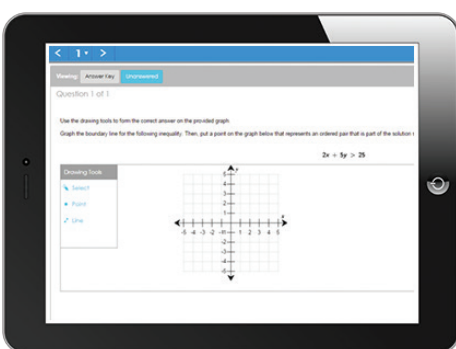 < 1 >
Viewing Answer Key Unanswered
Question 1 of 1
Use the drawing tools to form the correct answer on the provided graph.
Graph the boundary line for the following inequality. Then, put a point on the graph below that represents an ordered pair that is part of the solution
2x + 5y > 25
Drawing Tools
Select
Point
Line
y
5
4
3
2
1
x
-5 -4 -3 -2 -1 1 2 3 4 5
-2
-3
-4
-5